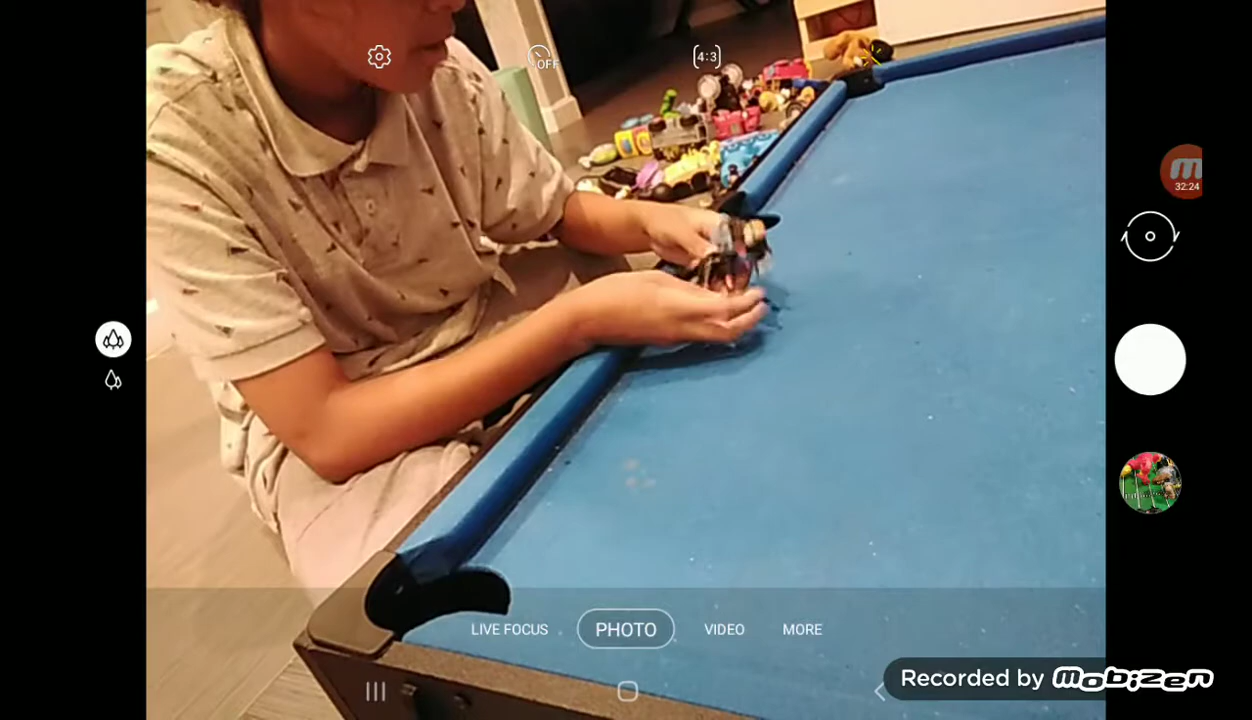 OFF
4:3
32:24
LIVE FOCUS
PHOTO
VIDEO
MORE
Recorded by mobizen